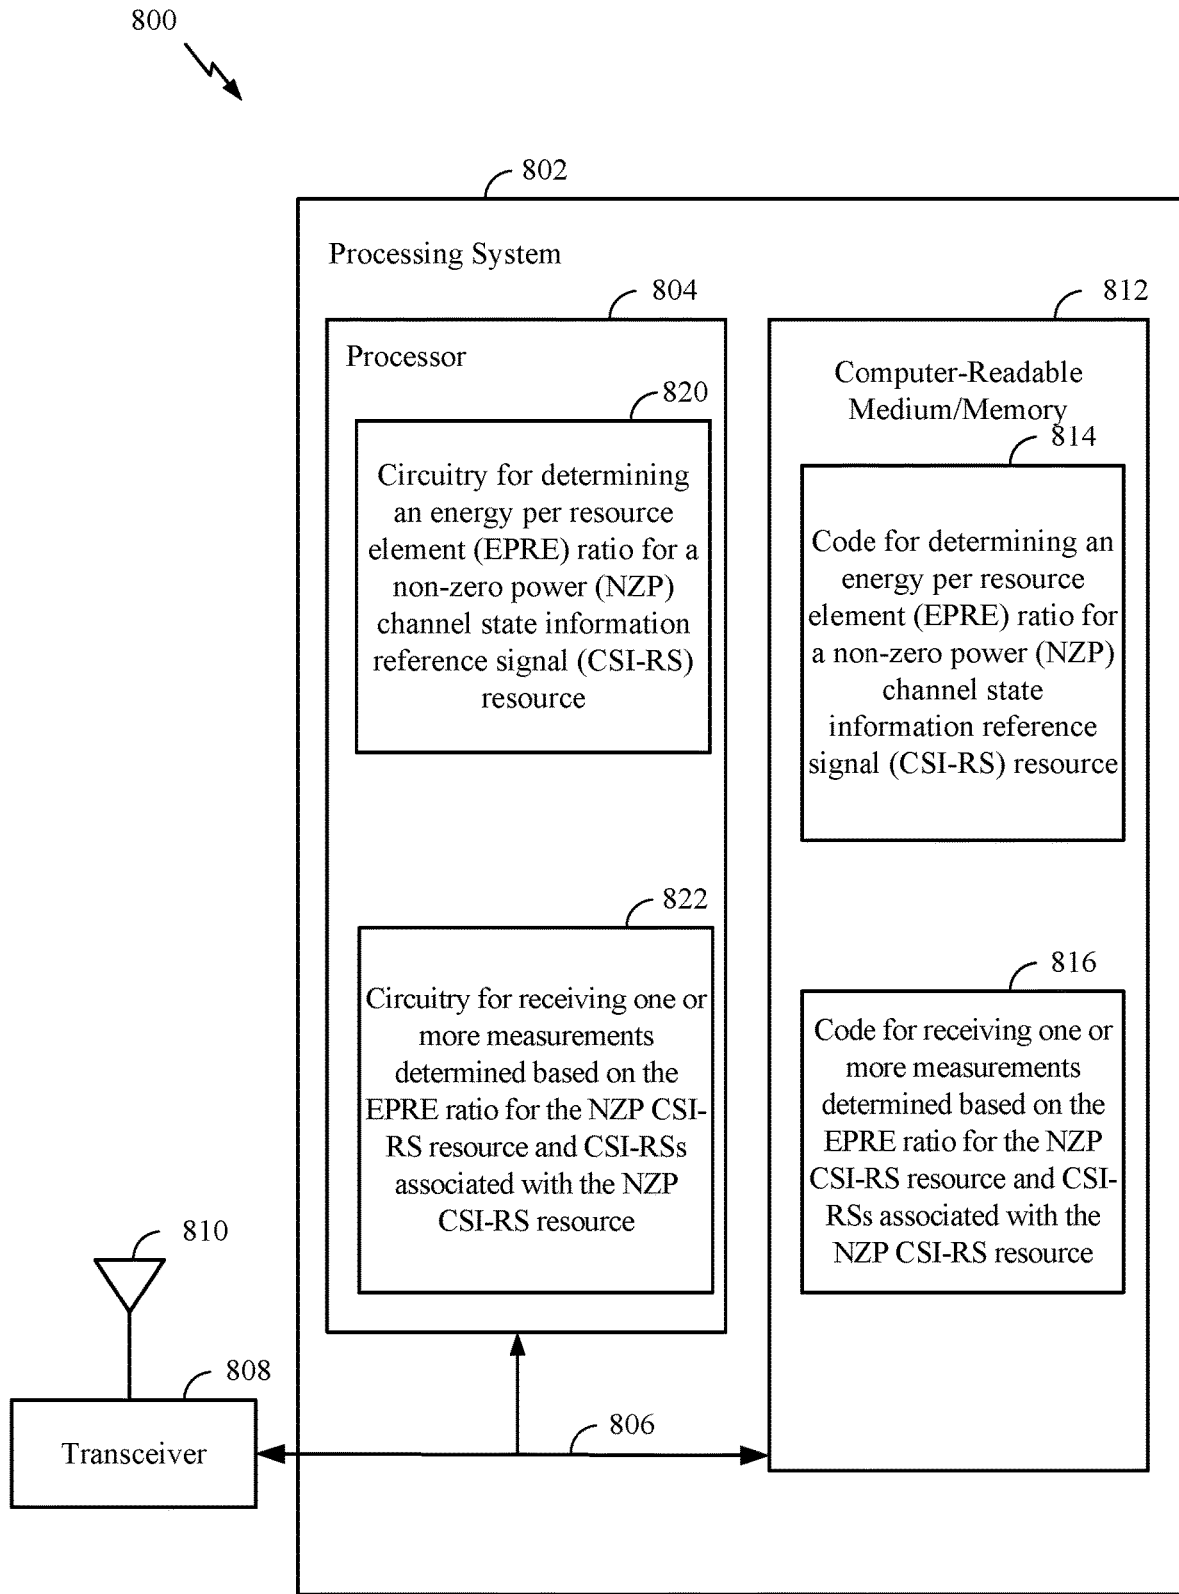 800
802
Processing System
804
Processor
820
Circuitry for determining
an energy per resource
element (EPRE) ratio for a
non-zero power (NZP)
channel state information
reference signal (CSI-RS)
resource
822
Circuitry for receiving one or
more measurements
determined based on the
EPRE ratio for the NZP CSI-
RS resource and CSI-RSs
associated with the NZP
CSI-RS resource
812
Computer-Readable
Medium/Memory
814
Code for determining an
energy per resource
element (EPRE) ratio for
a non-zero power (NZP)
channel state
information reference
signal (CSI-RS) resource
816
Code for receiving one or
more measurements
determined based on the
EPRE ratio for the NZP
CSI-RS resource and CSI-
RSs associated with the
NZP CSI-RS resource
810
808
Transceiver
806